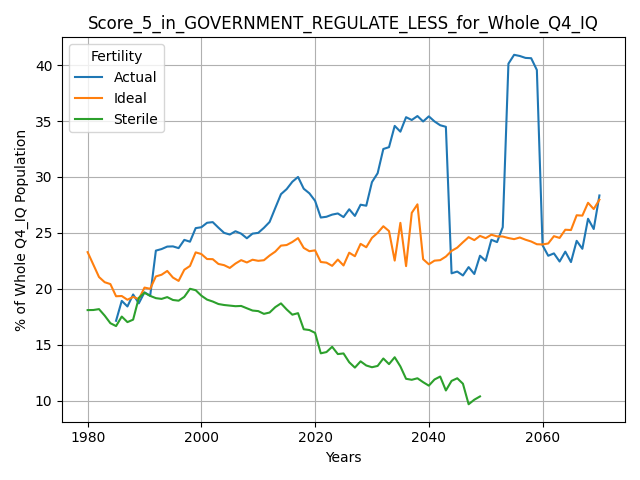 Score_5_in_GOVERNMENT_REGULATE_LESS_for_Whole_Q4_IQ
Fertility
Actual
Ideal
Sterile
% of Whole Q4_IQ Population
40
35
30
25
20
15
10
1980
2000
2020
2040
2060
Years